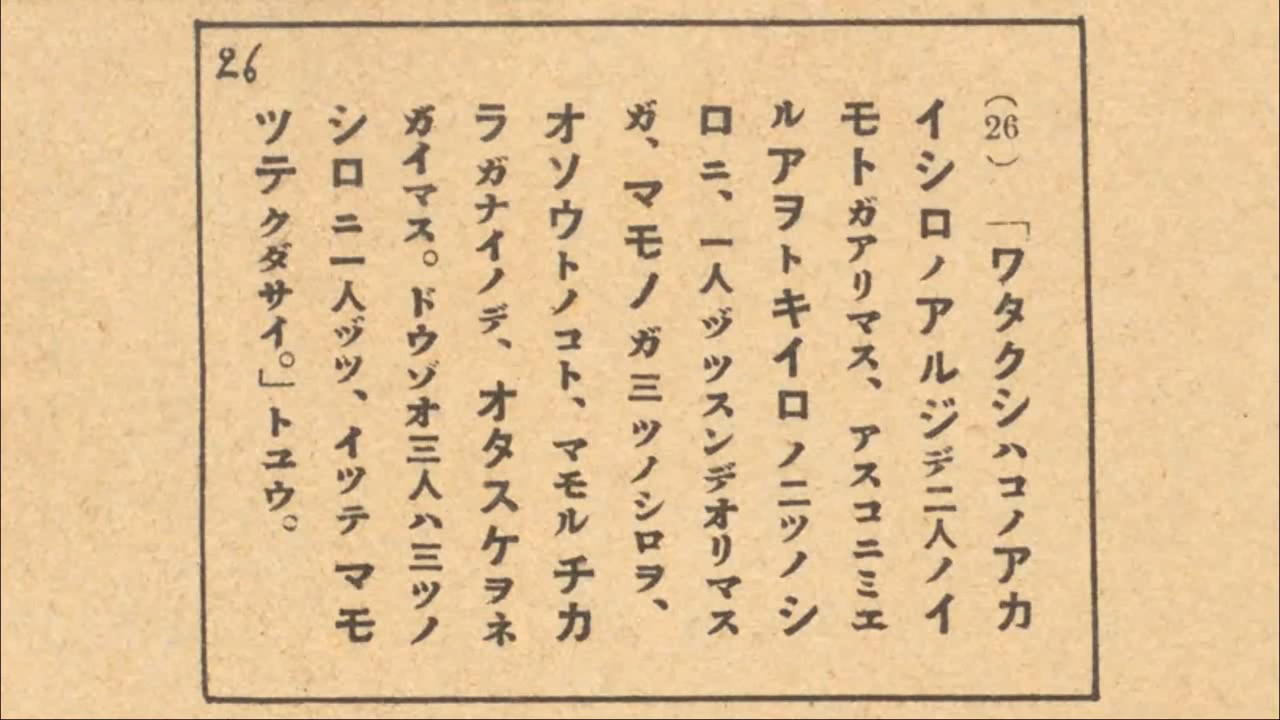 26
(26) 「ワタクシハコノアカ
イシロノアルジデ二人ノイ
モトガアリマス、アスコニミエ
ルアヲトキイロノ二ツノシ
ロニ、一人ヅツスンデオリマス
ガ、マモノガ三ツノシロヲ、
オソウトノコト、マモルチカ
ラガナイノデ、オタスケヲネ
ガイマス。ドウゾオ三人ハ三ツノ
シロニ一人ヅツ、イツテマモ
ツテクダサイ。」トユウ。